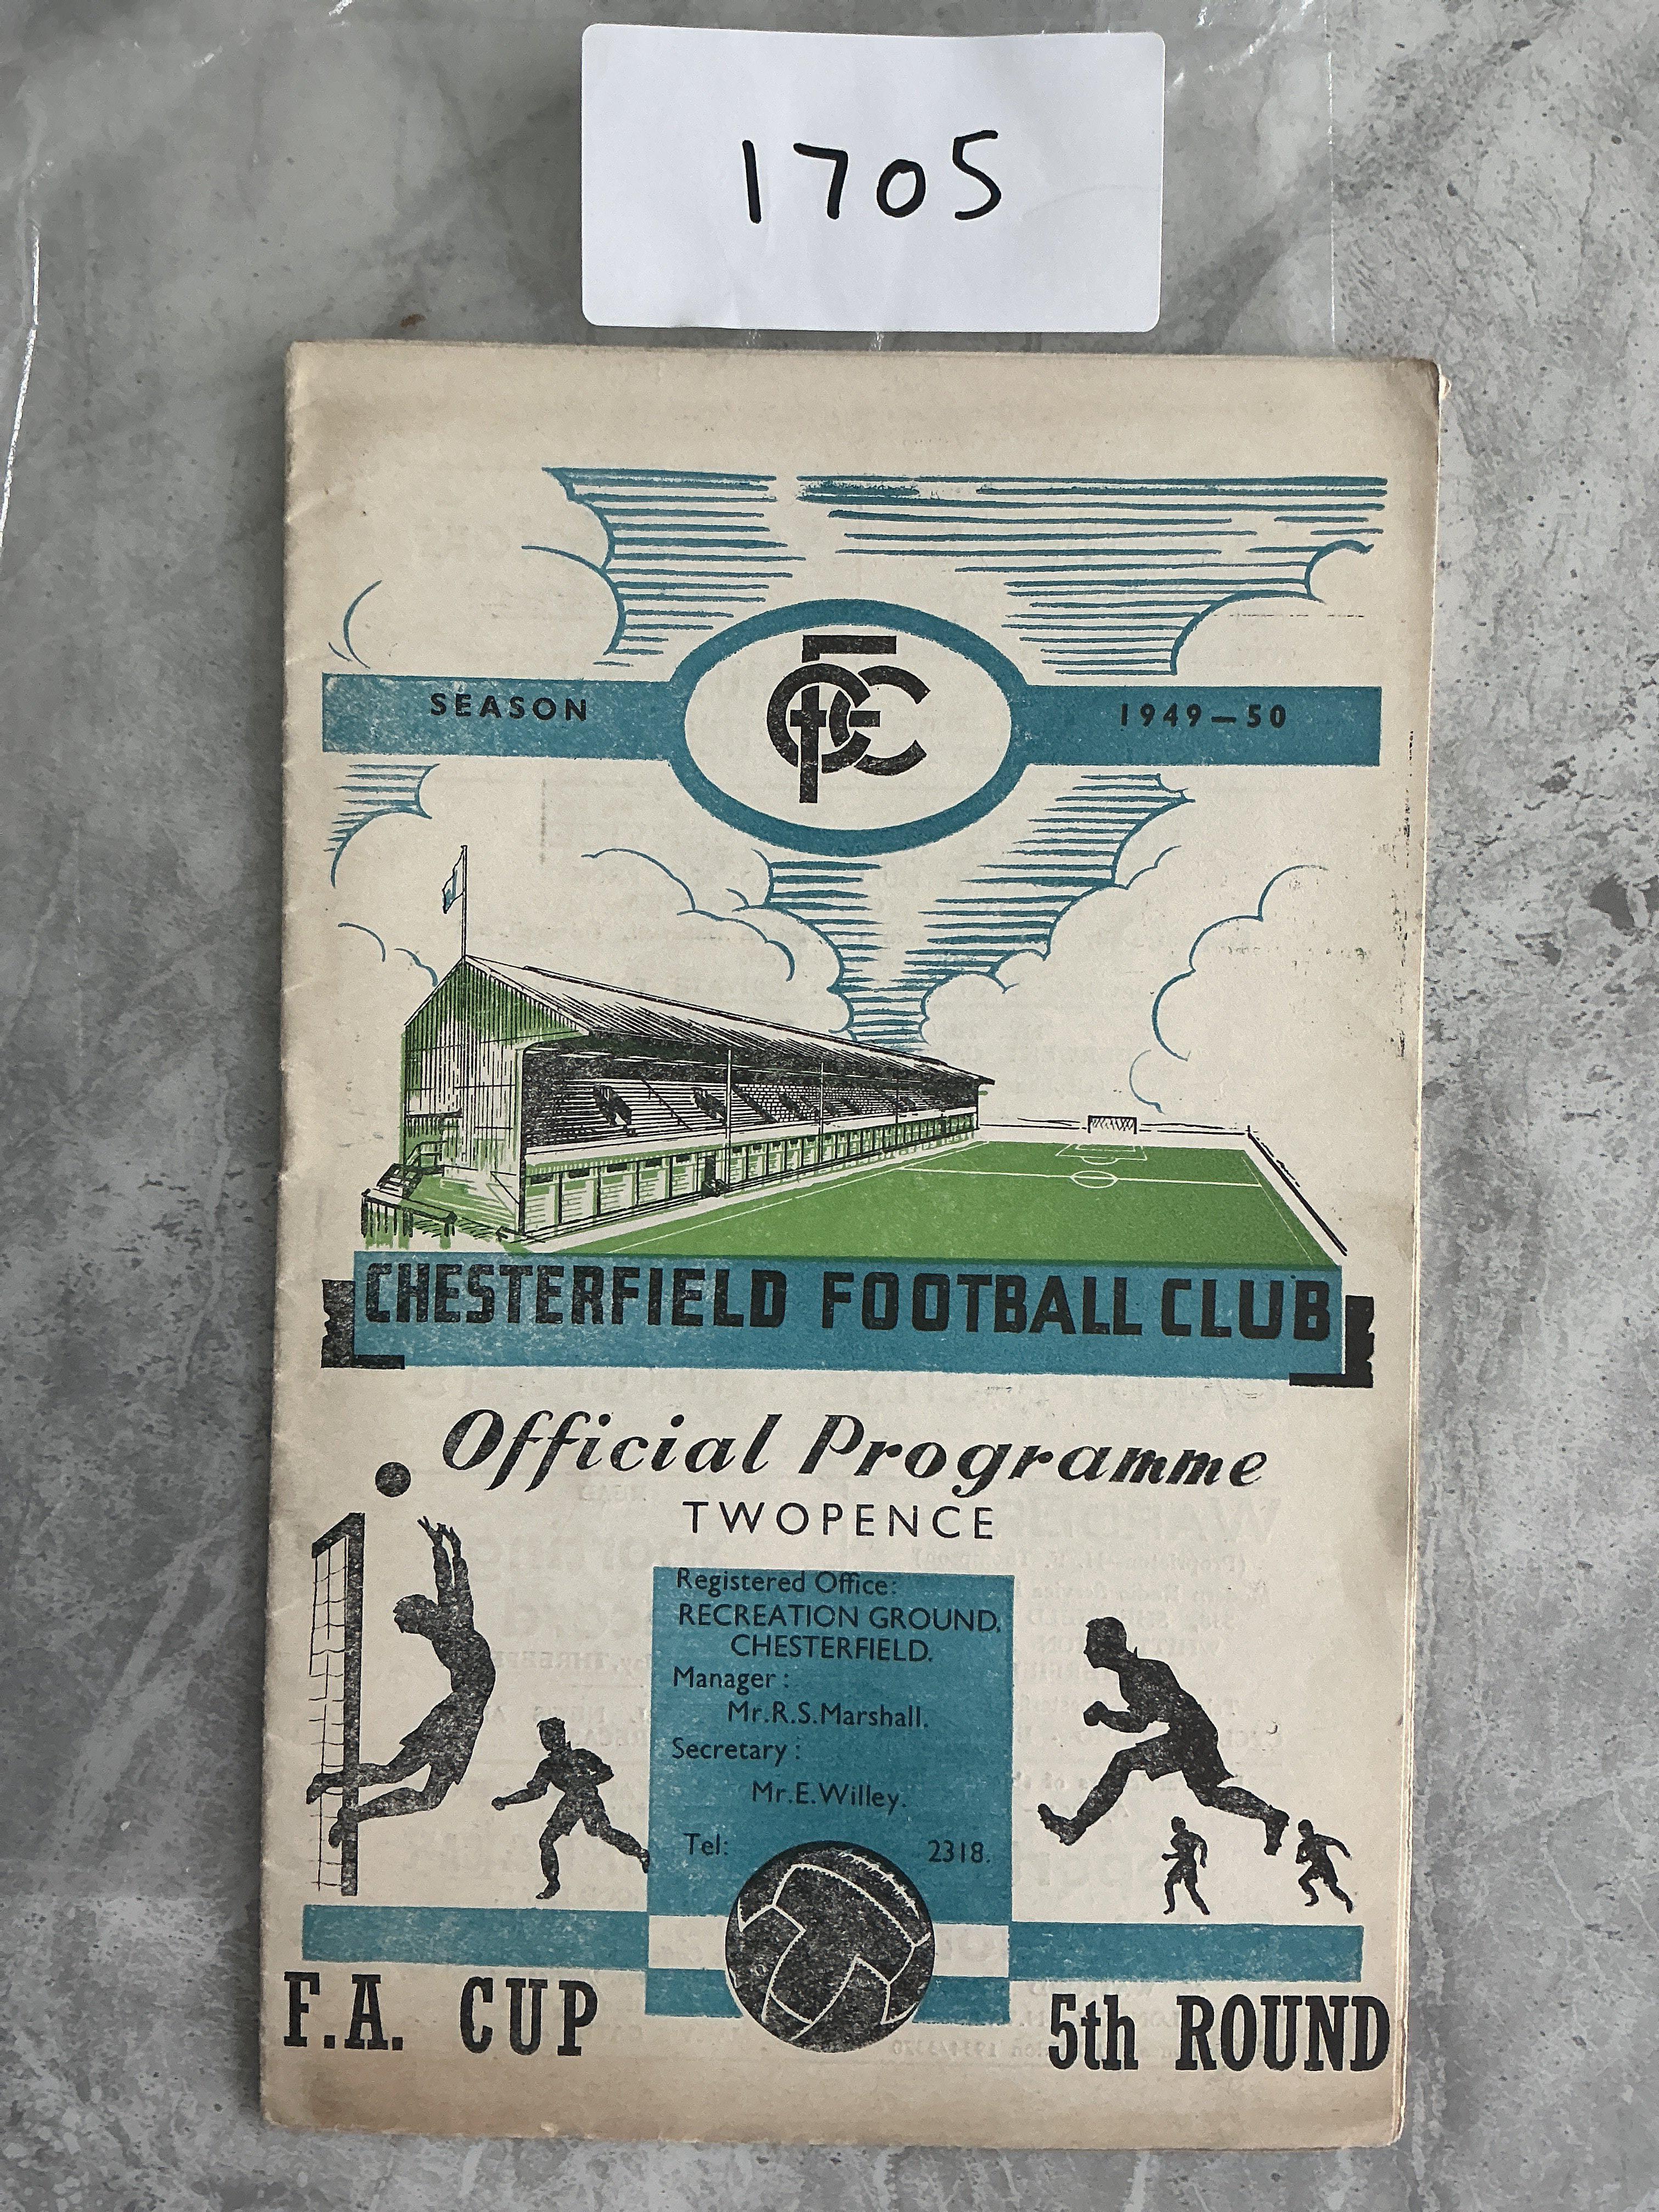 1705
SEASON 1949-50
CFC
CHESTERFIELD FOOTBALL CLUB
Official Programme
TWOPENCE
Registered Office:
RECREATION GROUND,
CHESTERFIELD.
Manager:
Mr.R.S.Marshall.
Secretary:
Mr.E.Willey.
Tel: 2318.
F.A. CUP 5th ROUND